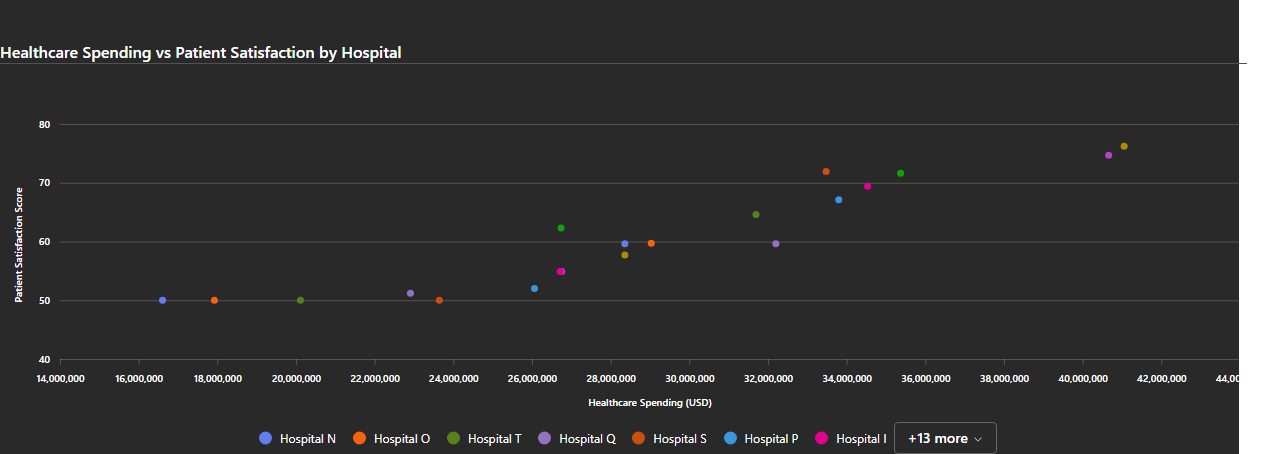 Healthcare Spending vs Patient Satisfaction by Hospital
80
70
60
50
40
Patient Satisfaction Score
14,000,000 16,000,000 18,000,000 20,000,000 22,000,000 24,000,000 26,000,000 28,000,000 30,000,000 32,000,000 34,000,000 36,000,000 38,000,000 40,000,000 42,000,000 44,00
Healthcare Spending (USD)
Hospital N Hospital O Hospital T Hospital Q Hospital S Hospital P Hospital I +13 more